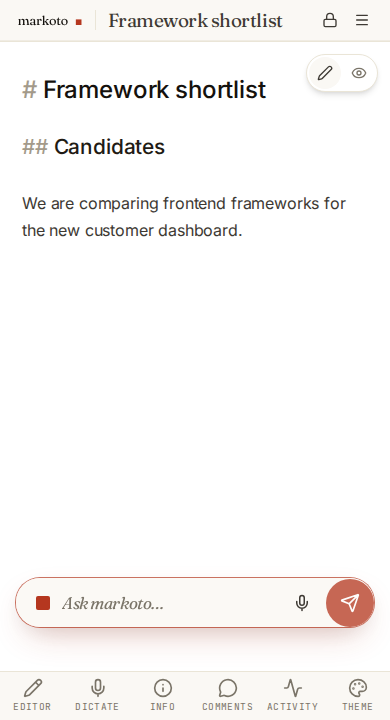 markoto
Framework shortlist
# Framework shortlist
## Candidates
We are comparing frontend frameworks for
the new customer dashboard.
Ask markoto...
EDITOR DICTATE INFO COMMENTS ACTIVITY THEME